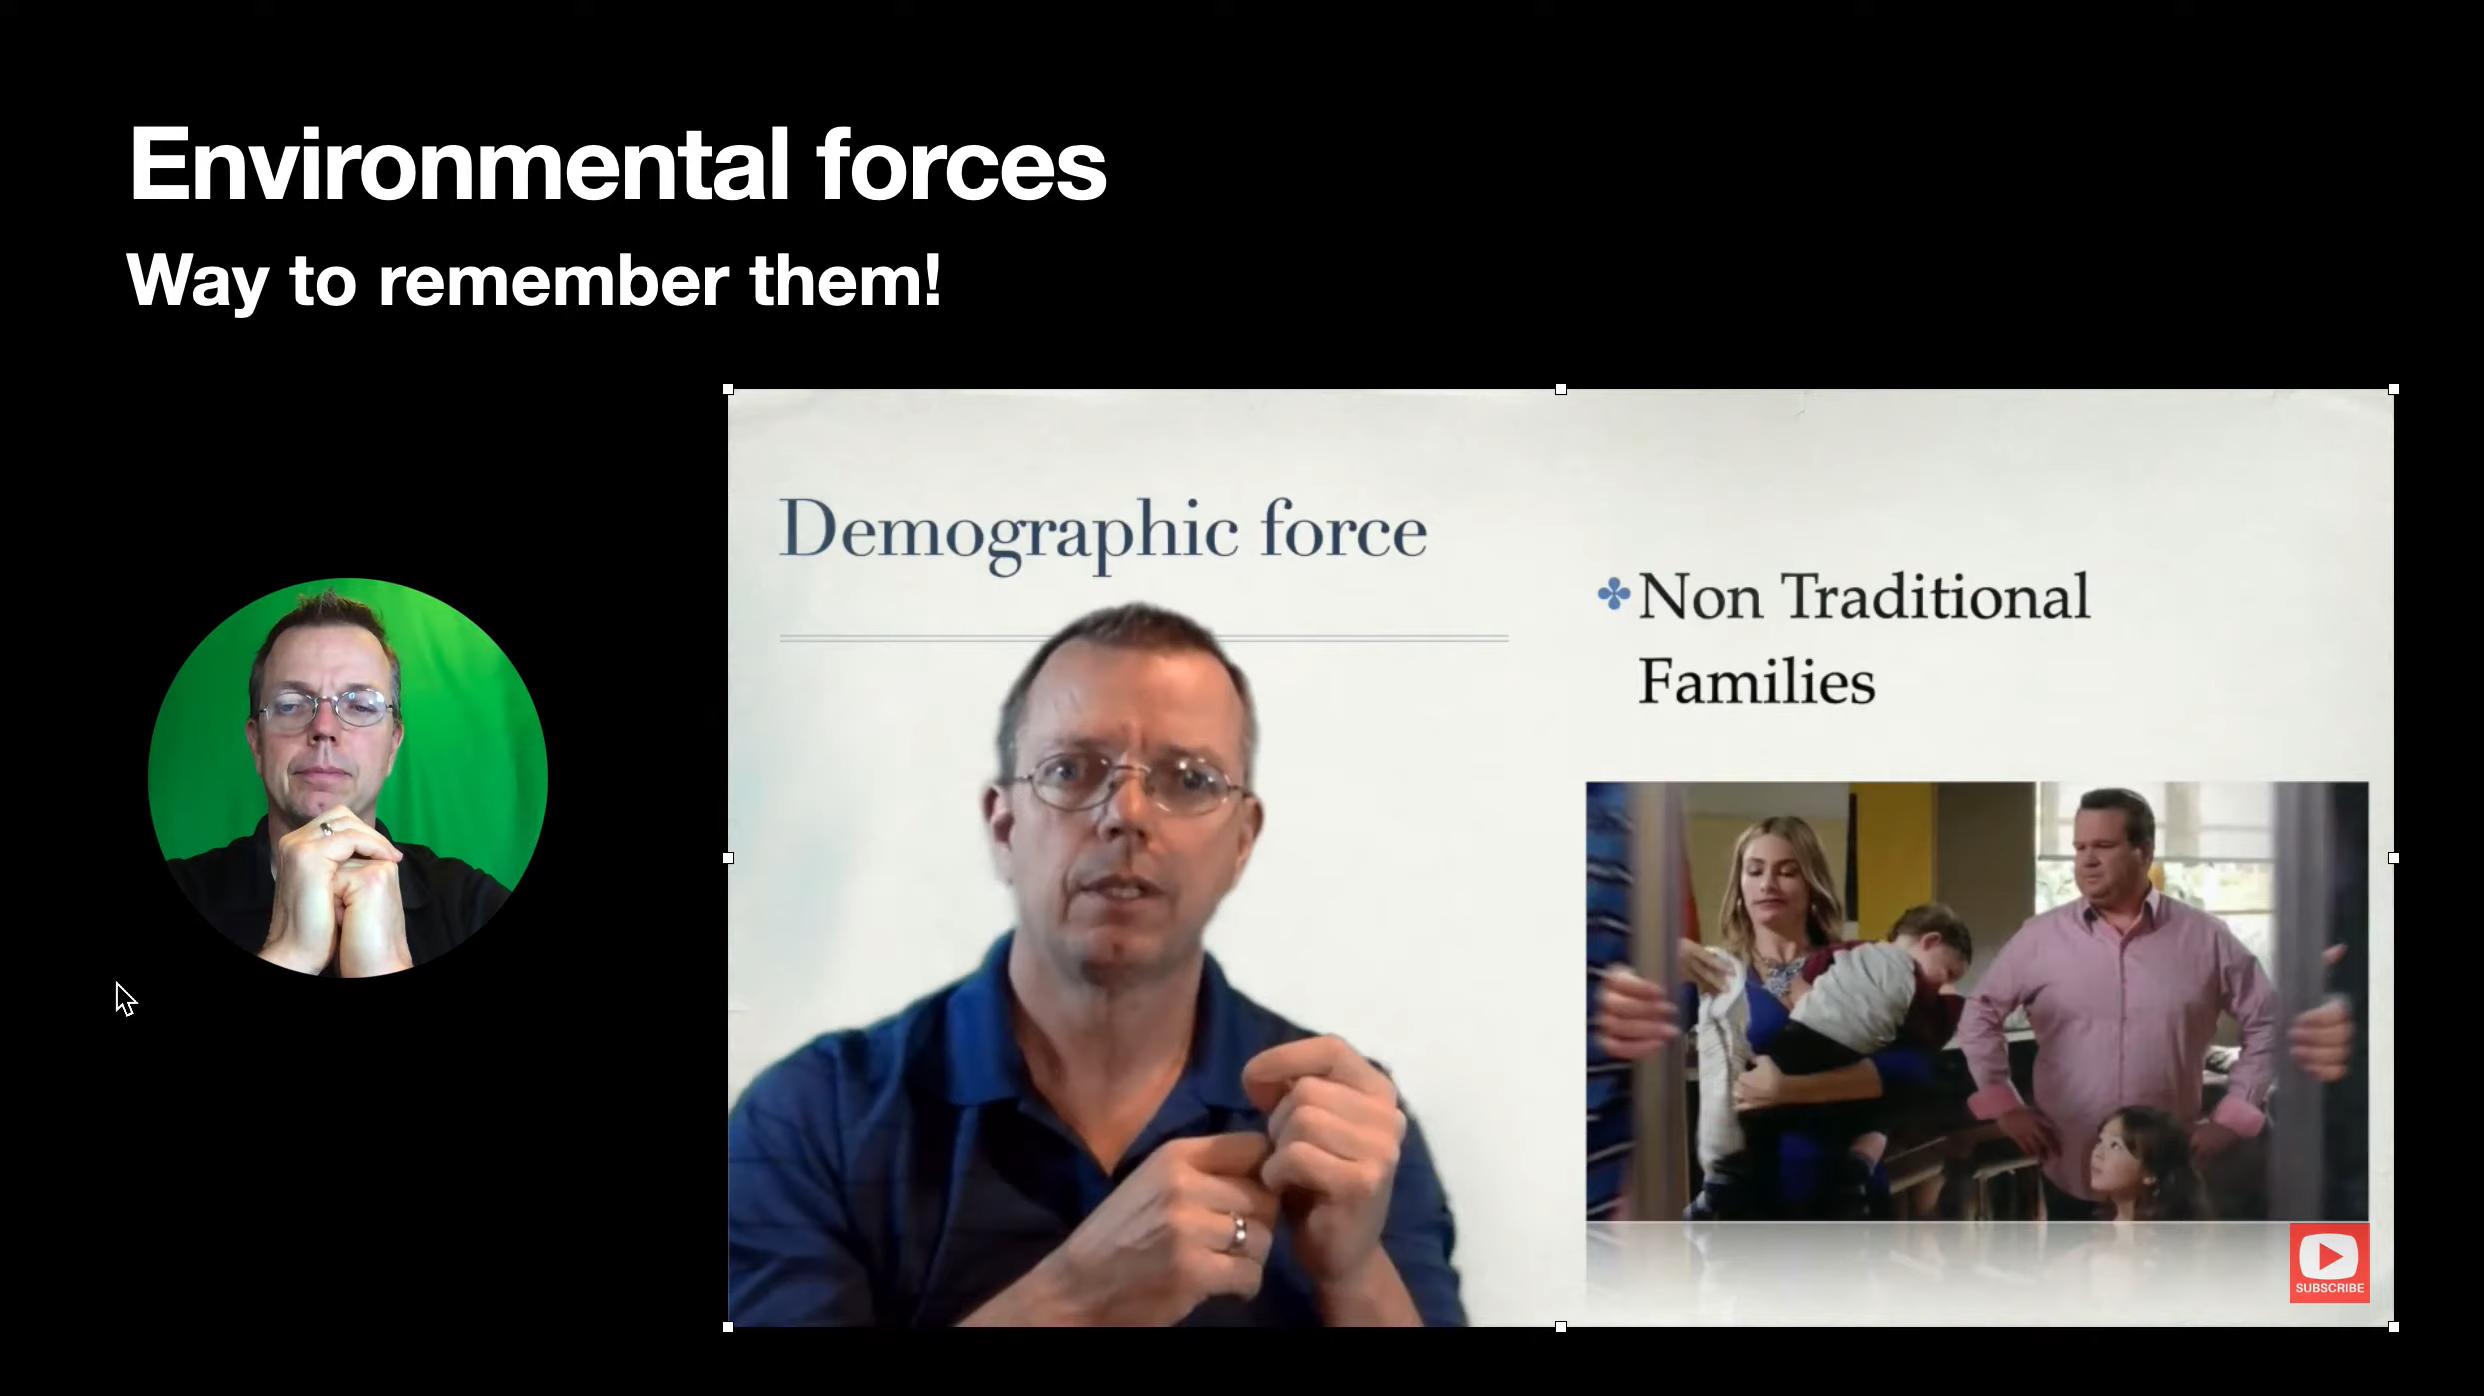 Environmental forces
Way to remember them!
Demographic force
Non Traditional
Families
SUBSCRIBE